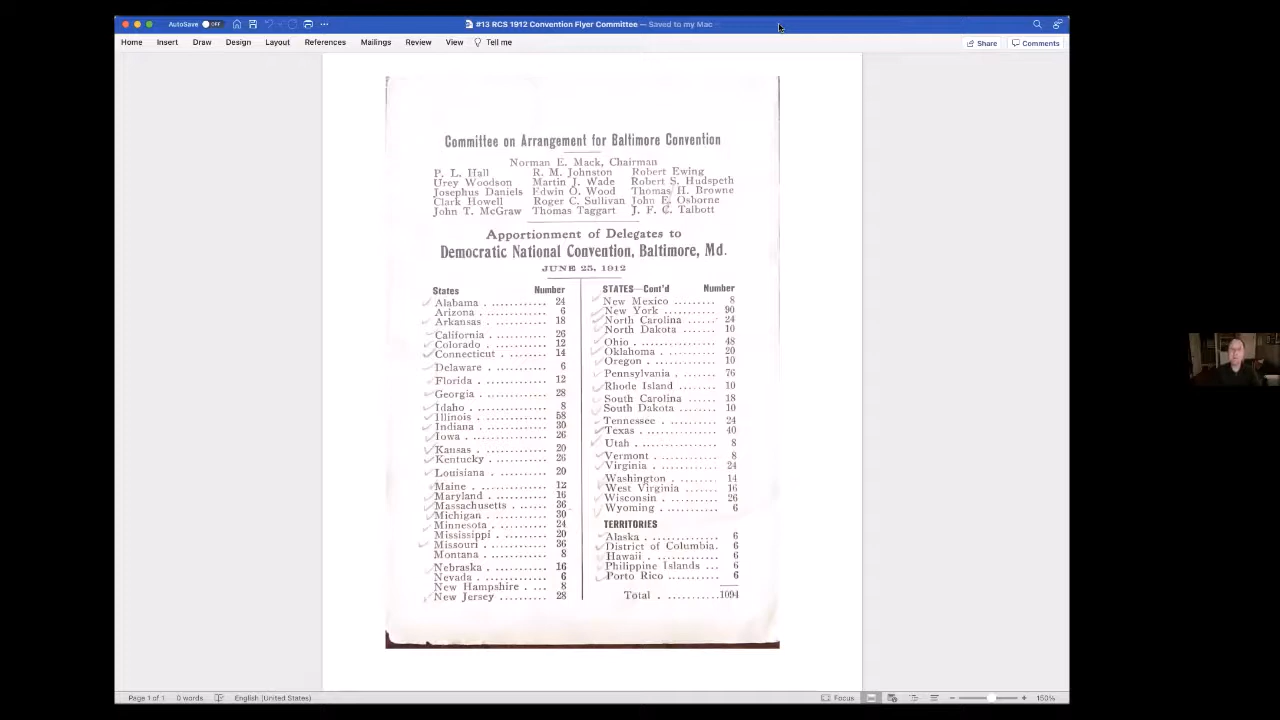 AutoSave OFF
#13 RCS 1912 Convention Flyer Committee — Saved to my Mac
Home Insert Draw Design Layout References Mailings Review View Tell me Share Comments
Committee on Arrangement for Baltimore Convention
Norman E. Mack, Chairman
P. L. Hall R. M. Johnston Robert Ewing
Urey Woodson Martin J. Wade Robert S. Hudspeth
Josephus Daniels Edwin O. Wood Thomas H. Browne
Clark Howell Roger C. Sullivan John E. Osborne
John T. McGraw Thomas Taggart J. F. C. Talbott
Apportionment of Delegates to
Democratic National Convention, Baltimore, Md.
JUNE 25, 1912
States Number
Alabama . ............ 24
Arizona . ............ 6
Arkansas . ............ 18
California . ........... 26
Colorado . ............ 12
Connecticut . ......... 14
Delaware . ............ 6
Florida . ............ 12
Georgia . ............ 28
Idaho . ............ 8
Illinois . ............ 58
Indiana . ............ 30
Iowa . ............ 26
Kansas . ............ 20
Kentucky . ............ 26
Louisiana . ........... 20
Maine . ............ 12
Maryland . ............ 16
Massachusetts . ...... 36
Michigan . ............ 30
Minnesota . ........... 24
Mississippi . .......... 20
Missouri . ............ 36
Montana . ............ 8
Nebraska . ............ 16
Nevada . ............ 6
New Hampshire . ... 8
New Jersey . ......... 28
STATES—Cont'd Number
New Mexico . ........ 8
New York . .......... 90
North Carolina ...... 24
North Dakota ....... 10
Ohio . ............ 48
Oklahoma . .......... 20
Oregon . ............ 10
Pennsylvania . ....... 76
Rhode Island ....... 10
South Carolina ...... 18
South Dakota ....... 10
Tennessee . .......... 24
Texas . ............ 40
Utah . ............ 8
Vermont . ............ 8
Virginia . ............ 24
Washington . ........ 14
West Virginia ....... 16
Wisconsin . .......... 26
Wyoming . ........... 6
TERRITORIES
Alaska . ............ 6
District of Columbia. 6
Hawaii . ............ 6
Philippine Islands ... 6
Porto Rico ........... 6
Total . ...........1094
Page 1 of 1 0 words English (United States) Focus 150%